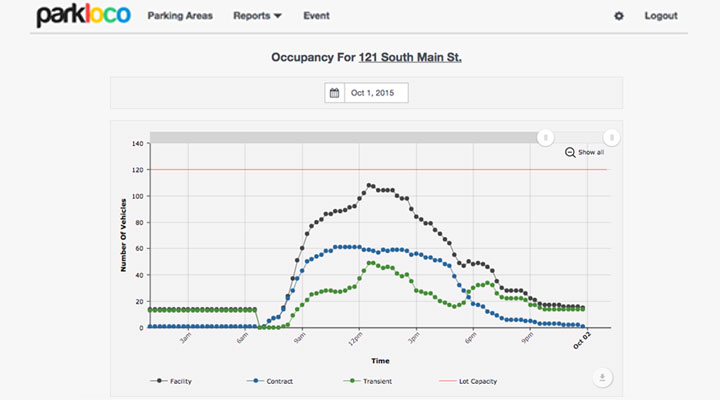 parkloco
Parking Areas
Reports
Event
Logout
Occupancy For 121 South Main St.
Oct 1, 2015
Show all
140
120
100
80
60
40
20
0
Number Of Vehicles
3am
6am
9am
12pm
3pm
6pm
9pm
Oct 02
Time
Facility
Contract
Transient
Lot Capacity